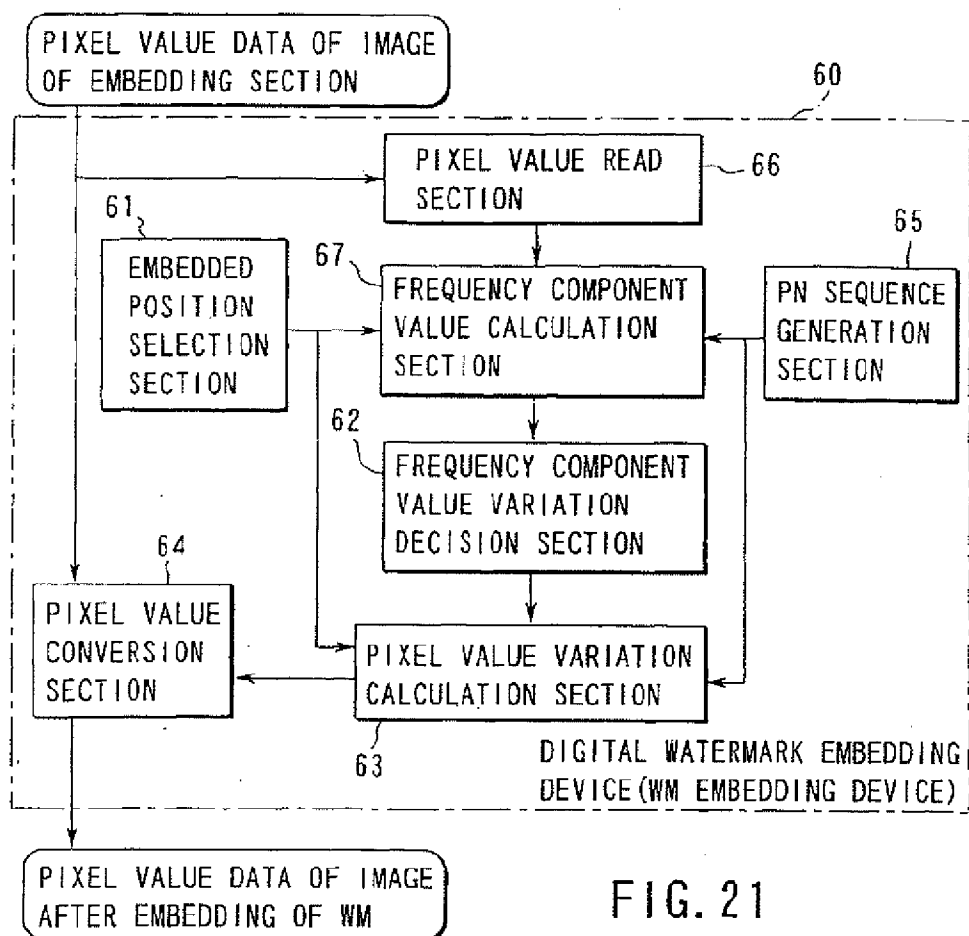 PIXEL VALUE DATA OF IMAGE
OF EMBEDDING SECTION
60
PIXEL VALUE READ
SECTION
66
61
EMBEDDED
POSITION
SELECTION
SECTION
67
FREQUENCY COMPONENT
VALUE CALCULATION
SECTION
65
PN SEQUENCE
GENERATION
SECTION
62
FREQUENCY COMPONENT
VALUE VARIATION
DECISION SECTION
64
PIXEL VALUE
CONVERSION
SECTION
PIXEL VALUE VARIATION
CALCULATION SECTION
63
DIGITAL WATERMARK EMBEDDING
DEVICE(WM EMBEDDING DEVICE)
PIXEL VALUE DATA OF IMAGE
AFTER EMBEDDING OF WM
FIG. 21